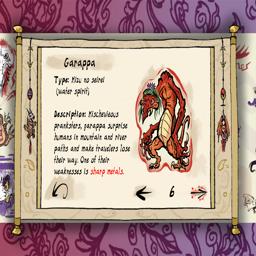 Garappa
Type: Mizu no seirei
(water spirit)
Description: Mischevieous
pranksters, garappa surprise
humans in mountain and river
paths and make travelers lose
their way. One of their
weaknesses is sharp metals.
6